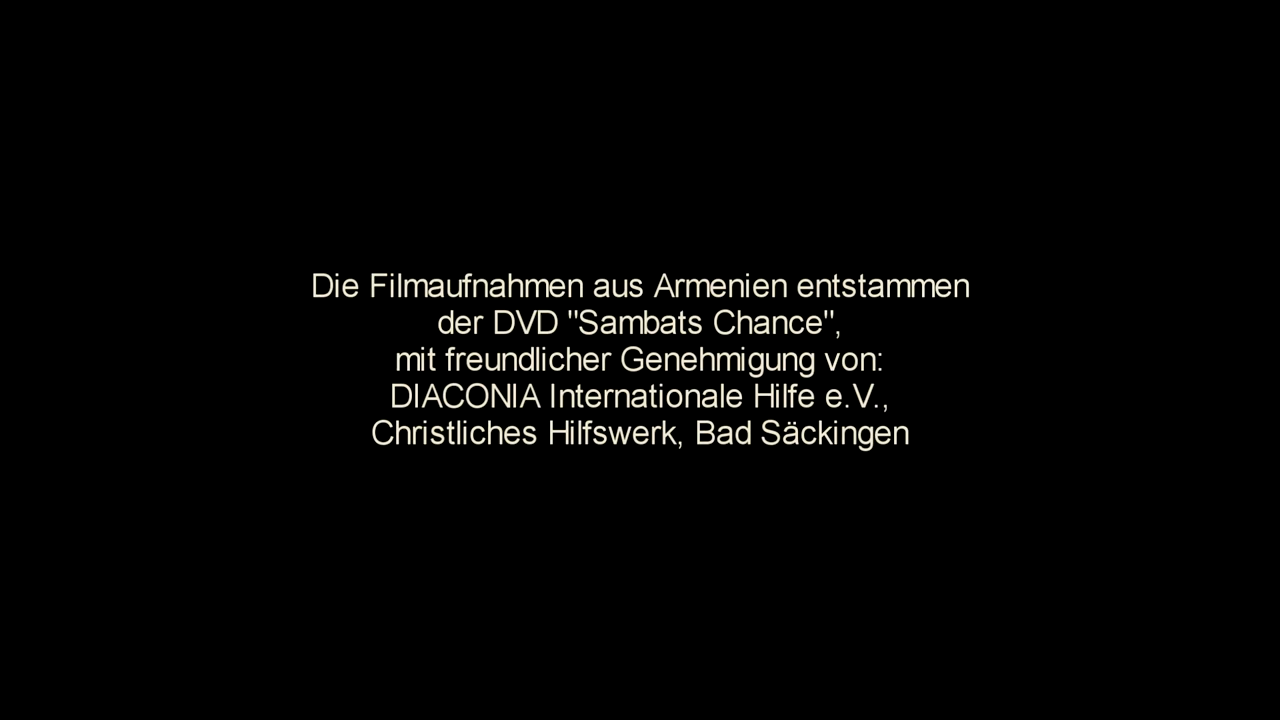 Die Filmaufnahmen aus Armenien entstammen
der DVD "Sambats Chance",
mit freundlicher Genehmigung von:
DIACONIA Internationale Hilfe e.V.,
Christliches Hilfswerk, Bad Säckingen